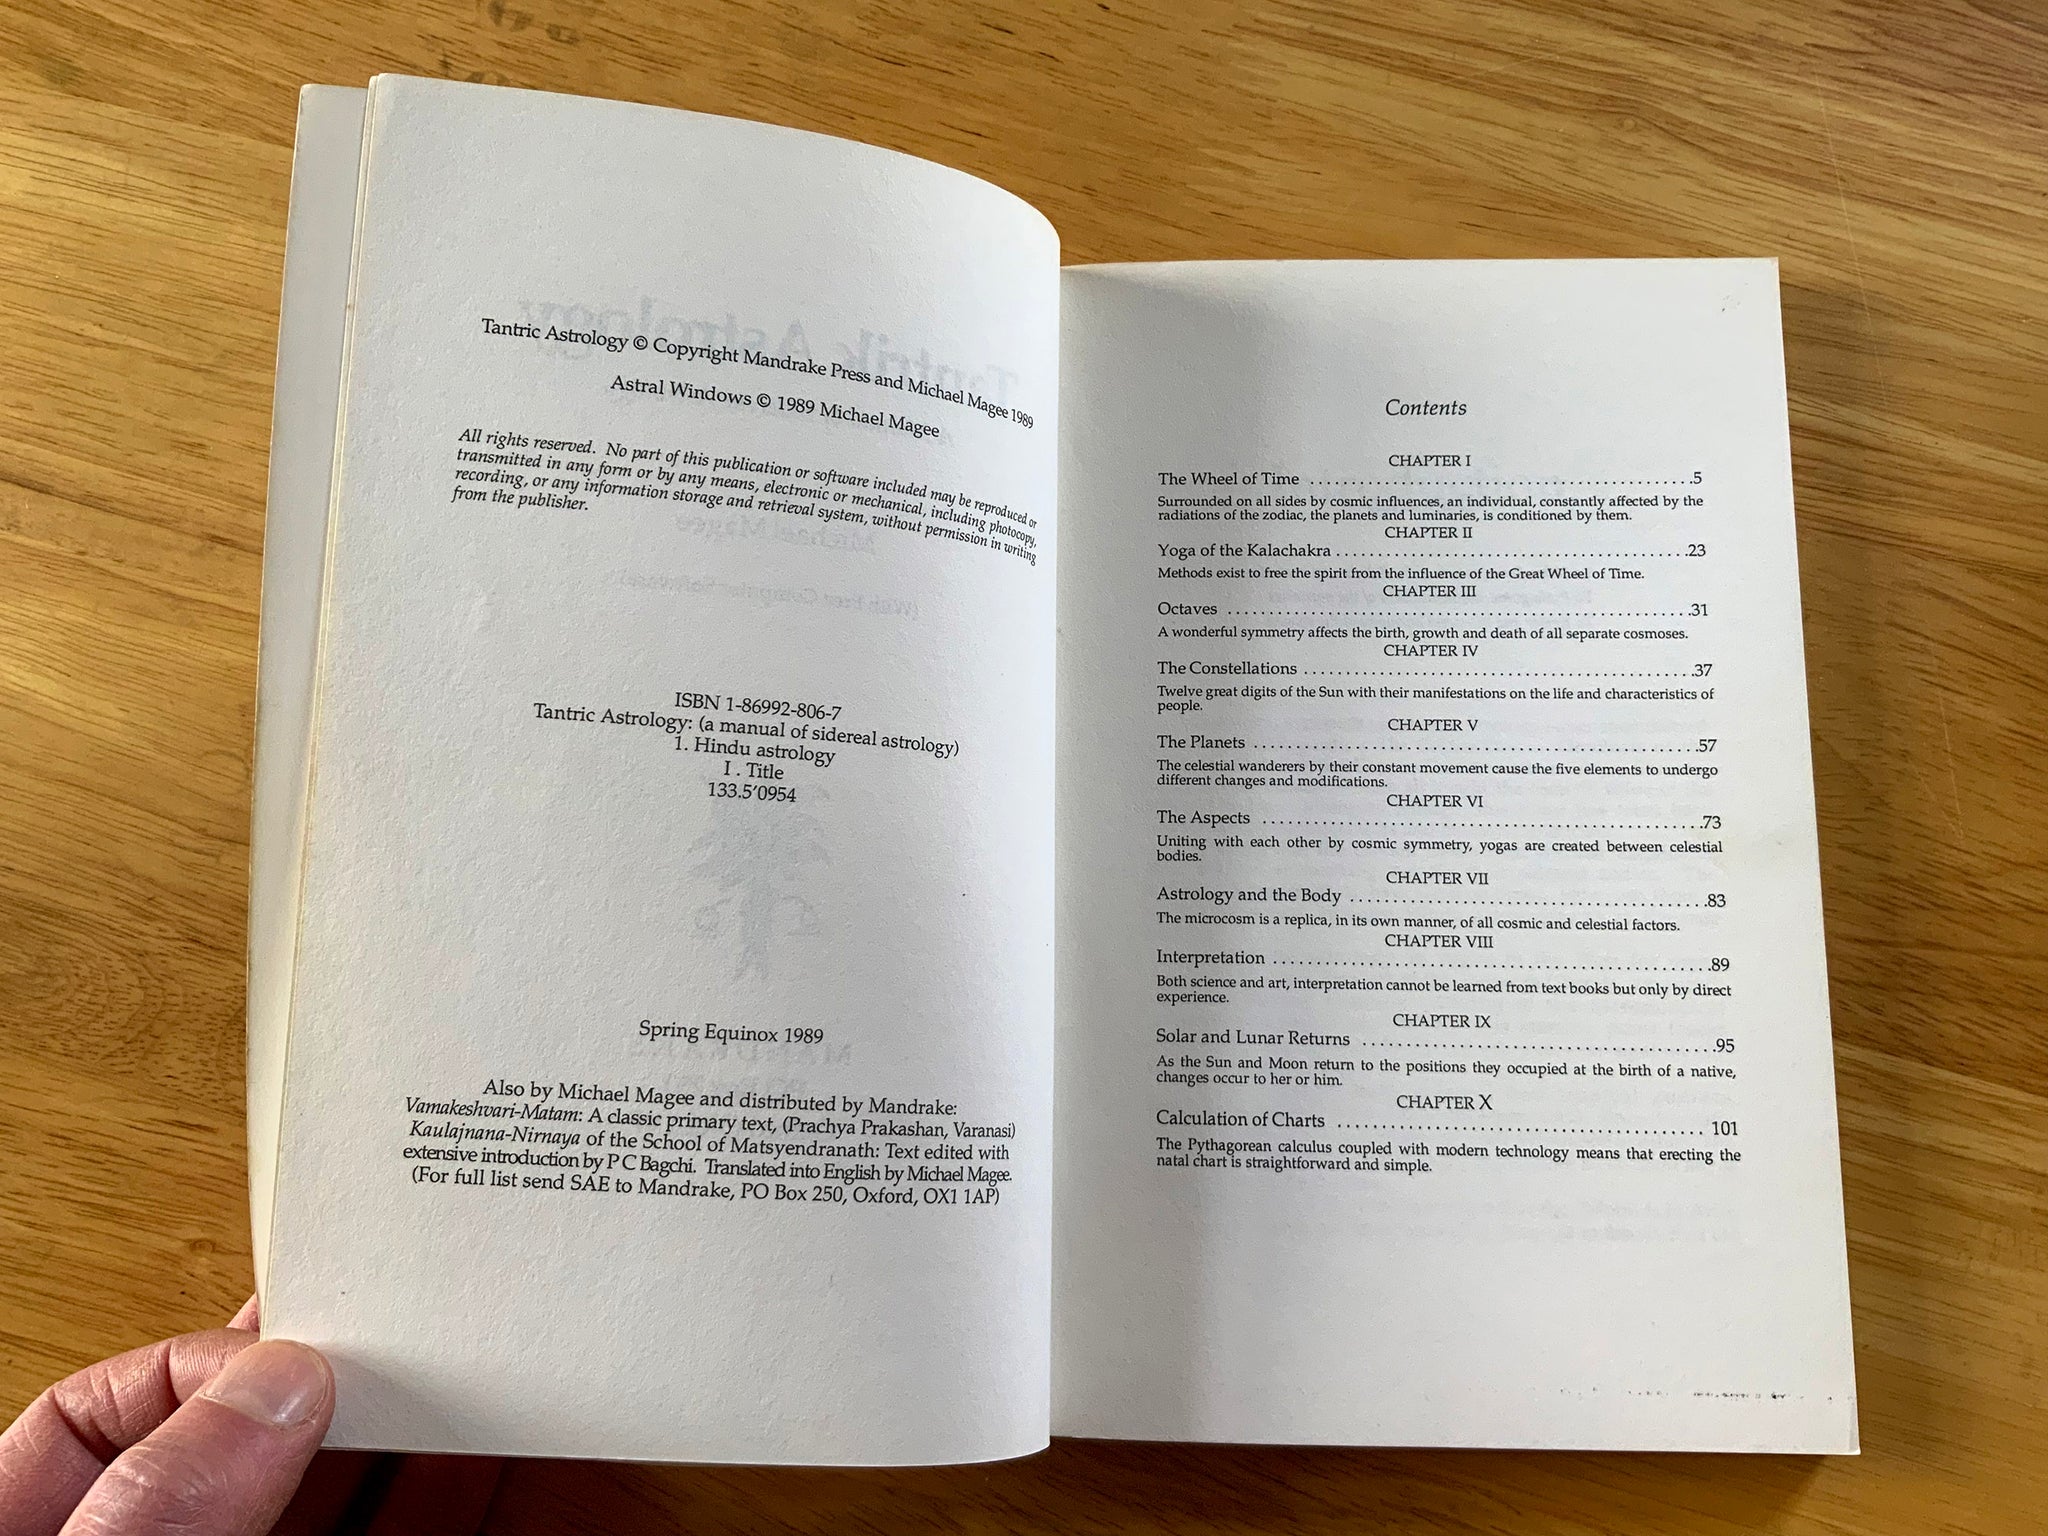 Tantric Astrology © Copyright Mandrake Press and Michael Magee 1989
Astral Windows © 1989 Michael Magee
All rights reserved. No part of this publication or software included may be reproduced or
transmitted in any form or by any means, electronic or mechanical, including photocopy,
recording, or any information storage and retrieval system, without permission in writing
from the publisher.
ISBN 1-86992-806-7
Tantric Astrology: (a manual of sidereal astrology)
1. Hindu astrology
I . Title
133.5'0954
Spring Equinox 1989
Also by Michael Magee and distributed by Mandrake:
Vamakeshvari-Matam: A classic primary text, (Prachya Prakashan, Varanasi)
Kaulajnana-Nirnaya of the School of Matsyendranath: Text edited with
extensive introduction by P C Bagchi. Translated into English by Michael Magee.
(For full list send SAE to Mandrake, PO Box 250, Oxford, OX1 1AP)
Contents
CHAPTER I
The Wheel of Time ..................................................5
Surrounded on all sides by cosmic influences, an individual, constantly affected by the
radiations of the zodiac, the planets and luminaries, is conditioned by them.
CHAPTER II
Yoga of the Kalachakra ..............................................23
Methods exist to free the spirit from the influence of the Great Wheel of Time.
CHAPTER III
Octaves ............................................................31
A wonderful symmetry affects the birth, growth and death of all separate cosmoses.
CHAPTER IV
The Constellations ..................................................37
Twelve great digits of the Sun with their manifestations on the life and characteristics of
people.
CHAPTER V
The Planets ........................................................57
The celestial wanderers by their constant movement cause the five elements to undergo
different changes and modifications.
CHAPTER VI
The Aspects ........................................................73
Uniting with each other by cosmic symmetry, yogas are created between celestial
bodies.
CHAPTER VII
Astrology and the Body ..............................................83
The microcosm is a replica, in its own manner, of all cosmic and celestial factors.
CHAPTER VIII
Interpretation ......................................................89
Both science and art, interpretation cannot be learned from text books but only by direct
experience.
CHAPTER IX
Solar and Lunar Returns .............................................95
As the Sun and Moon return to the positions they occupied at the birth of a native,
changes occur to her or him.
CHAPTER X
Calculation of Charts ............................................... 101
The Pythagorean calculus coupled with modern technology means that erecting the
natal chart is straightforward and simple.